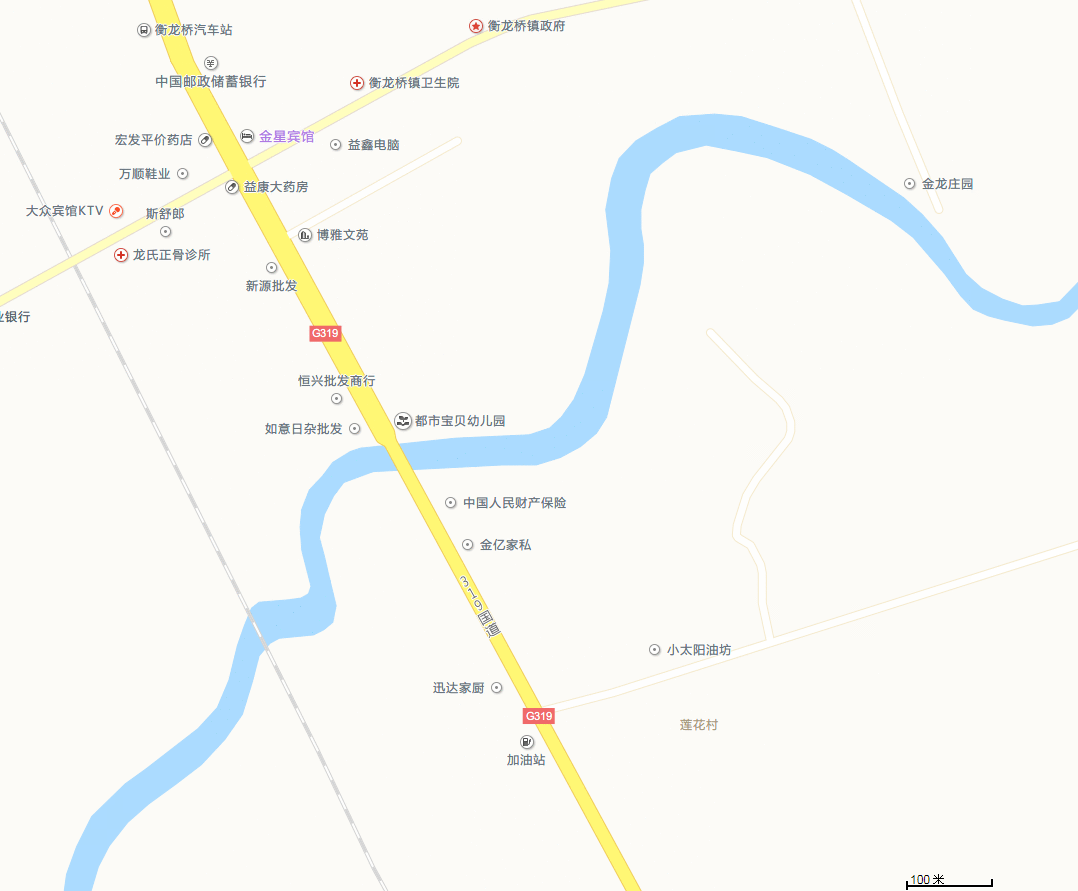 衡龙桥镇政府
衡龙桥汽车站
中国邮政储蓄银行
衡龙桥镇卫生院
宏发平价药店
金星宾馆
益鑫电脑
万顺鞋业
益康大药房
金龙庄园
大众宾馆KTV
斯舒郎
博雅文苑
龙氏正骨诊所
新源批发
业银行
G319
恒兴批发商行
都市宝贝幼儿园
如意日杂批发
中国人民财产保险
金亿家私
319国道
小太阳油坊
迅达家厨
G319
莲花村
加油站
100 米